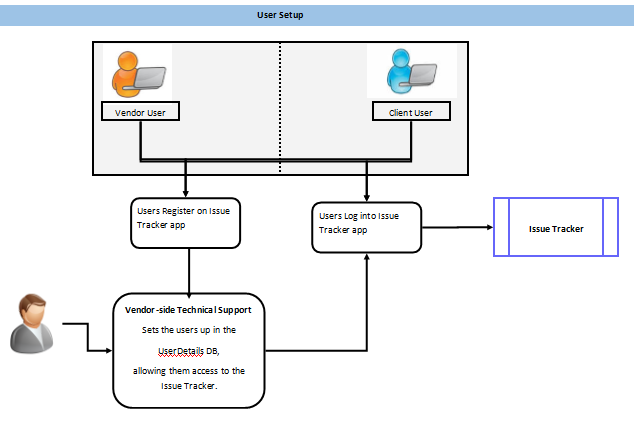 User Setup
Vendor User
Client User
Users Register on Issue
Tracker app
Users Log into Issue
Tracker app
Issue Tracker
Vendor-side Technical Support
Sets the users up in the
UserDetails DB,
allowing them access to the
Issue Tracker.